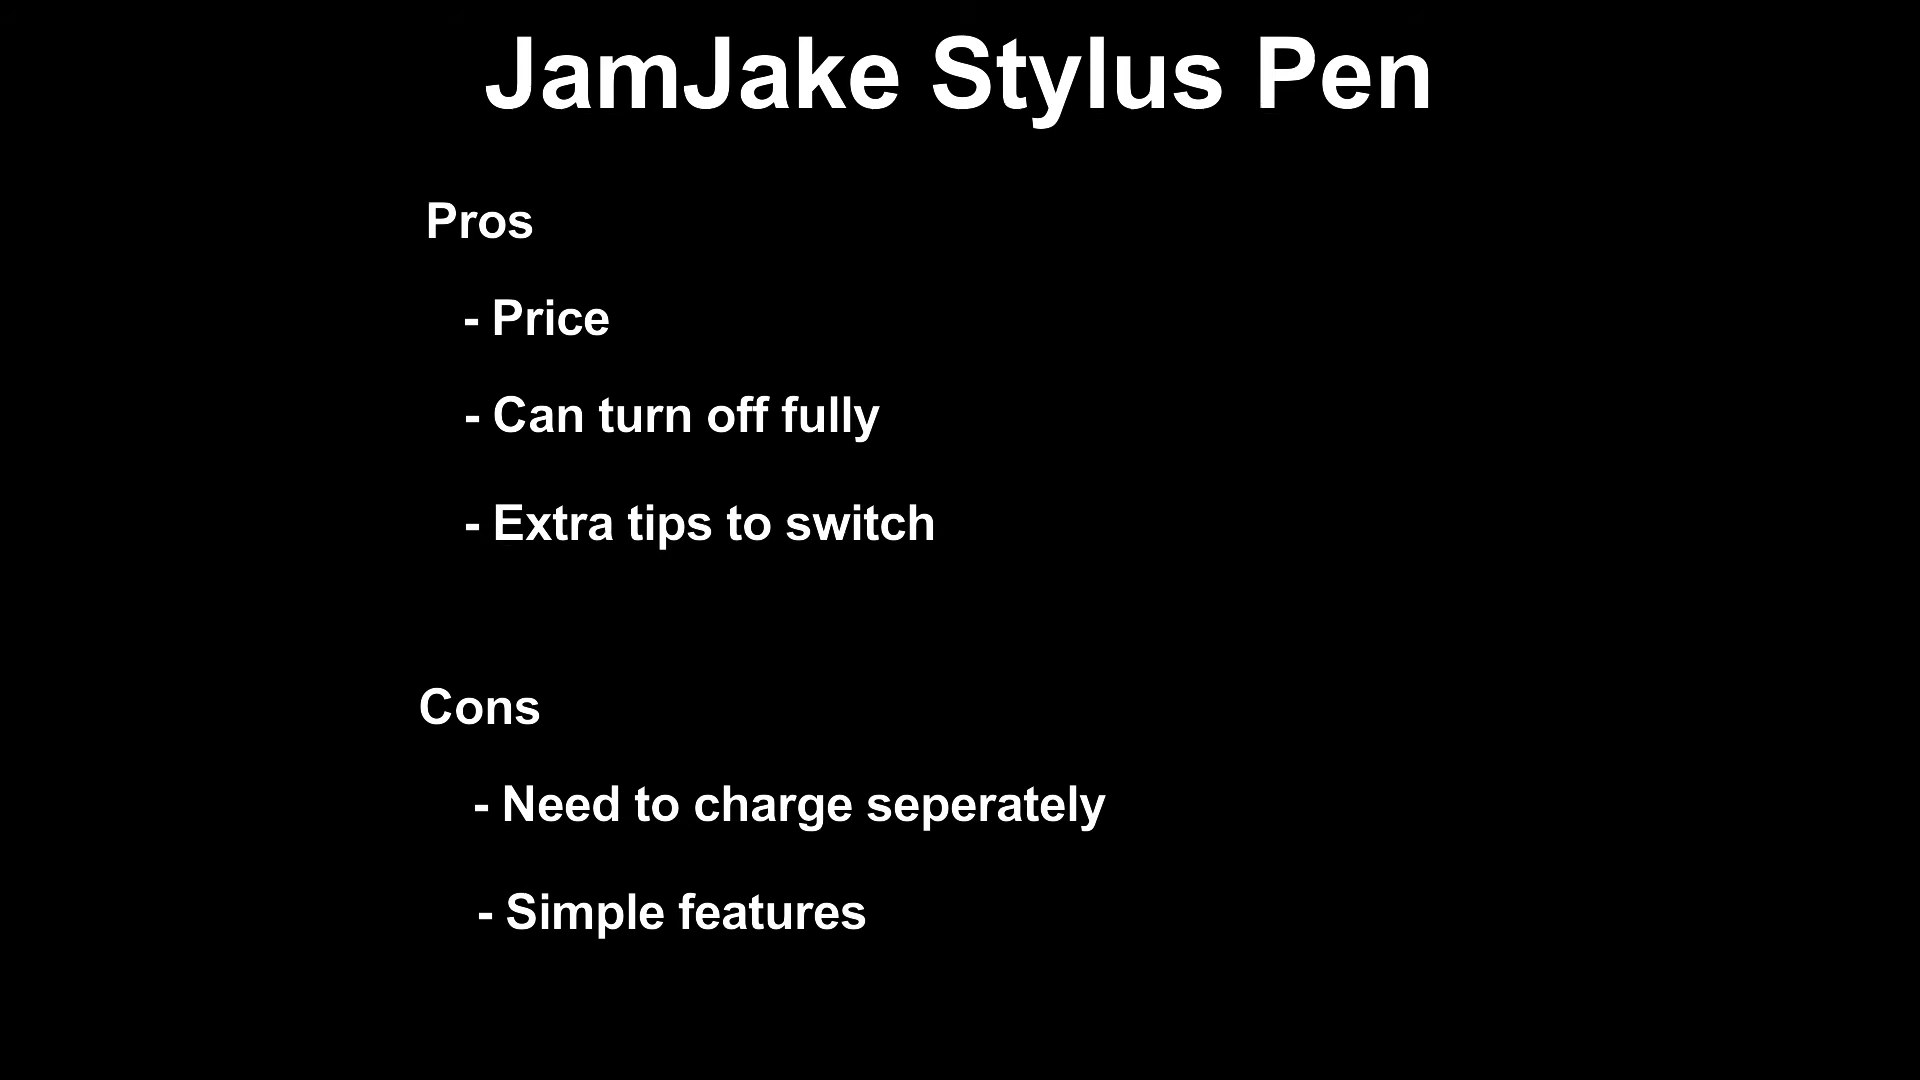 JamJake Stylus Pen
Pros
- Price
- Can turn off fully
- Extra tips to switch
Cons
- Need to charge seperately
- Simple features